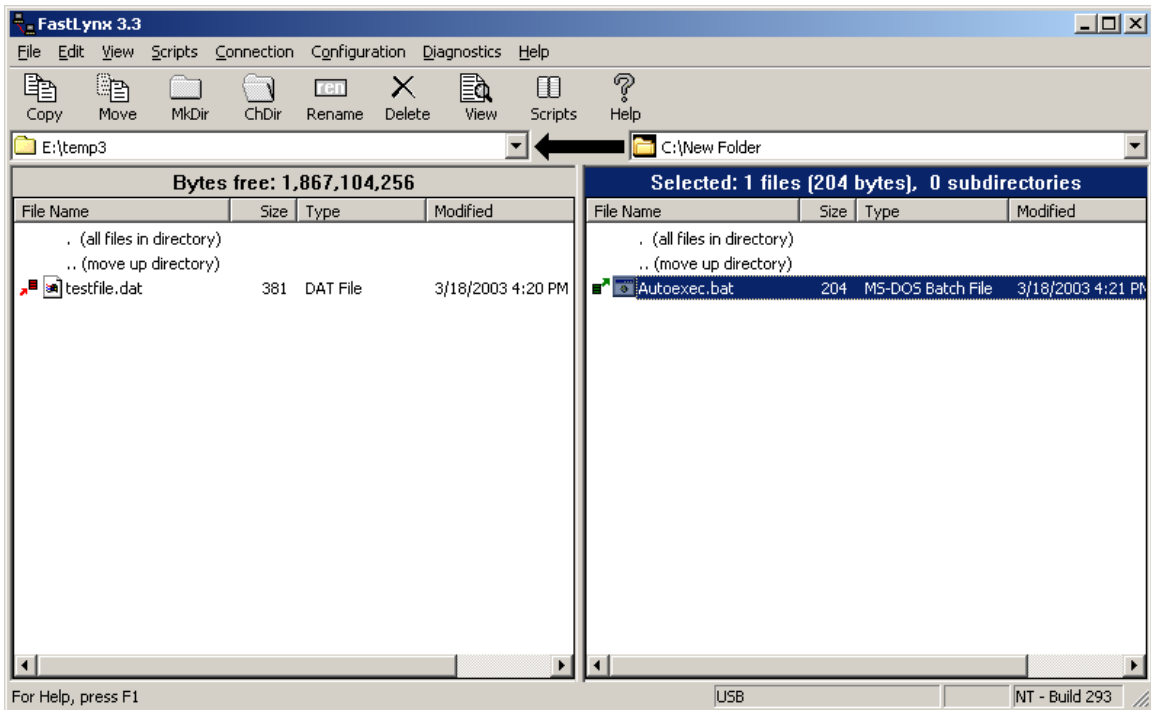 FastLynx 3.3
File Edit View Scripts Connection Configuration Diagnostics Help
ren
Copy Move MkDir ChDir Rename Delete View Scripts Help
E:\temp3 C:\New Folder
Bytes free: 1,867,104,256 Selected: 1 files (204 bytes), 0 subdirectories
File Name Size Type Modified File Name Size Type Modified
. (all files in directory) . (all files in directory)
.. (move up directory) .. (move up directory)
testfile.dat 381 DAT File 3/18/2003 4:20 PM Autoexec.bat 204 MS-DOS Batch File 3/18/2003 4:21 PM
For Help, press F1 USB NT - Build 293